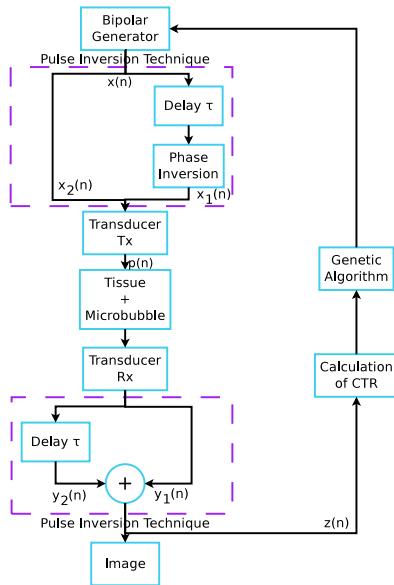 Bipolar
Generator
Pulse Inversion Technique
x(n)
Delay τ
Phase
Inversion
x2(n)
x1(n)
Transducer
Tx
p(n)
Tissue
+
Microbubble
Transducer
Rx
Delay τ
+
y2(n)
y1(n)
Pulse Inversion Technique
Image
z(n)
Calculation
of CTR
Genetic
Algorithm